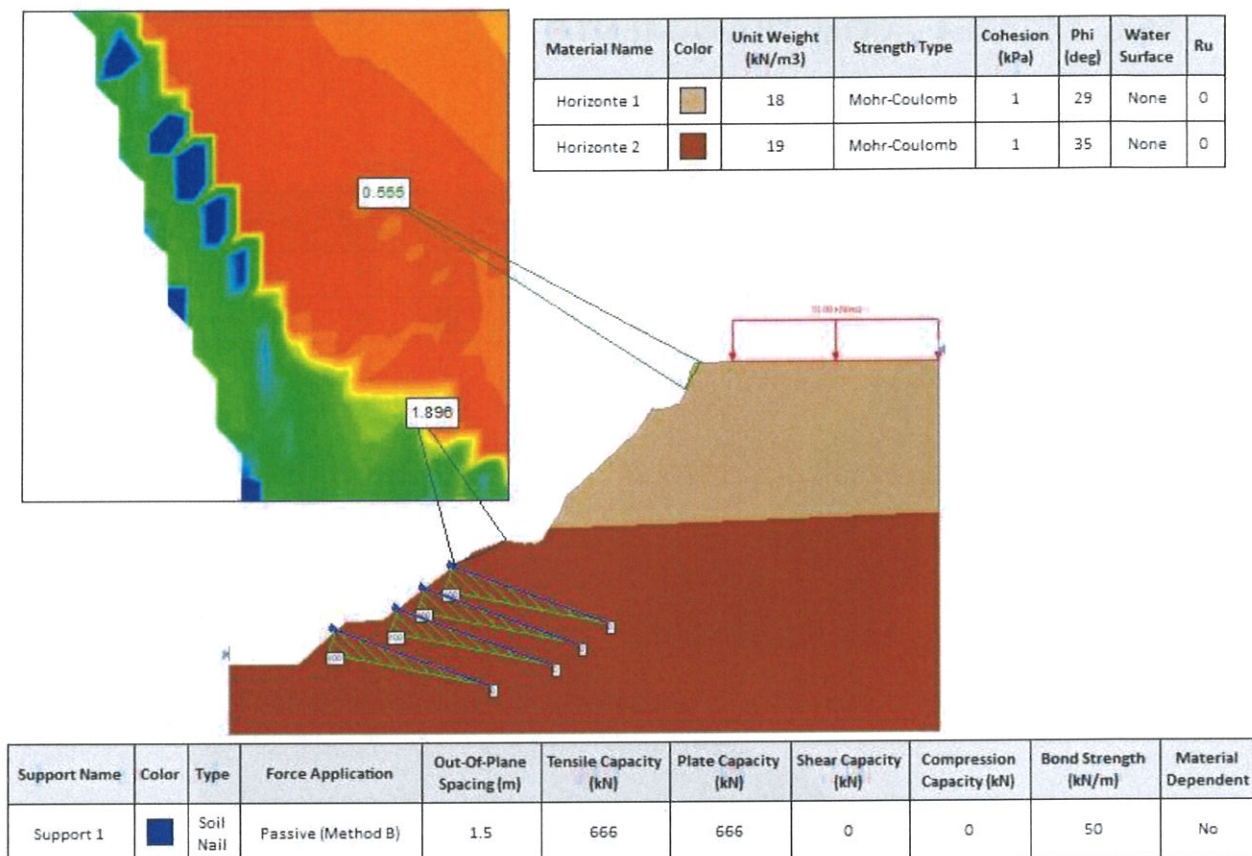 Material Name Color Unit Weight (kN/m3) Strength Type Cohesion (kPa) Phi (deg) Water Surface Ru
Horizonte 1 18 Mohr-Coulomb 1 29 None 0
Horizonte 2 19 Mohr-Coulomb 1 35 None 0
0.555
1.896
Support Name Color Type Force Application Out-Of-Plane Spacing (m) Tensile Capacity (kN) Plate Capacity (kN) Shear Capacity (kN) Compression Capacity (kN) Bond Strength (kN/m) Material Dependent
Support 1 Soil Nail Passive (Method B) 1.5 666 666 0 0 50 No